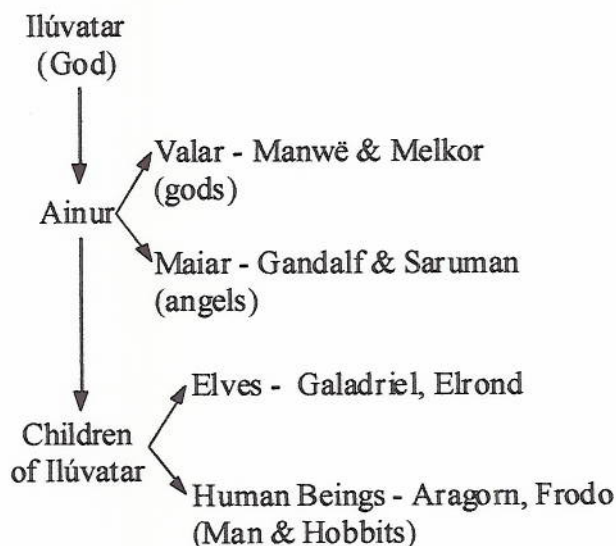 Ilúvatar
(God)
Valar - Manwë & Melkor
(gods)
Ainur
Maiar - Gandalf & Saruman
(angels)
Elves - Galadriel, Elrond
Children
of Ilúvatar
Human Beings - Aragorn, Frodo
(Man & Hobbits)